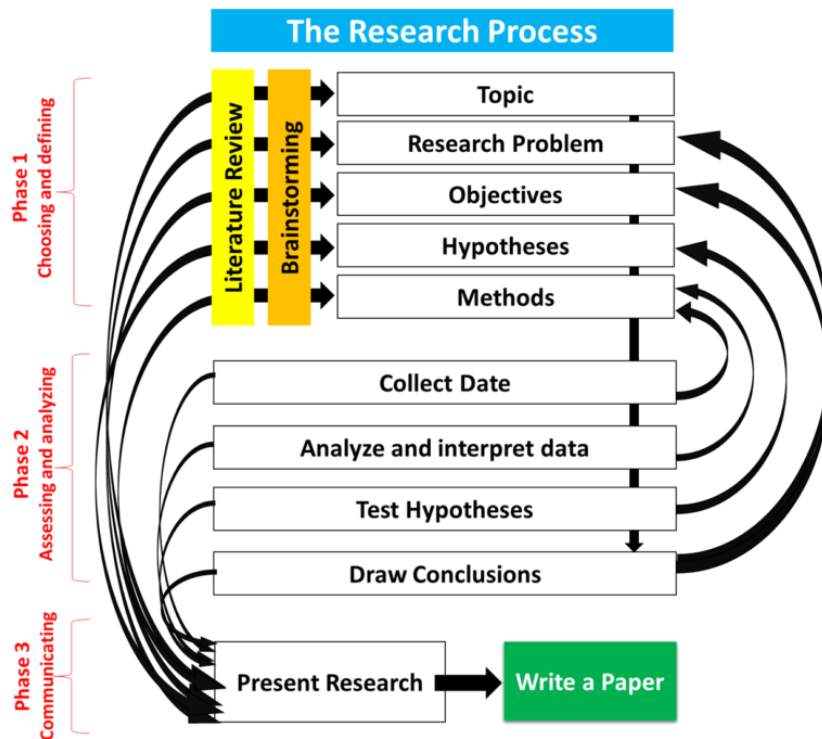 The Research Process
Phase 1
Choosing and defining
Literature Review
Brainstorming
Topic
Research Problem
Objectives
Hypotheses
Methods
Phase 2
Assessing and analyzing
Collect Date
Analyze and interpret data
Test Hypotheses
Draw Conclusions
Phase 3
Communicating
Present Research
Write a Paper